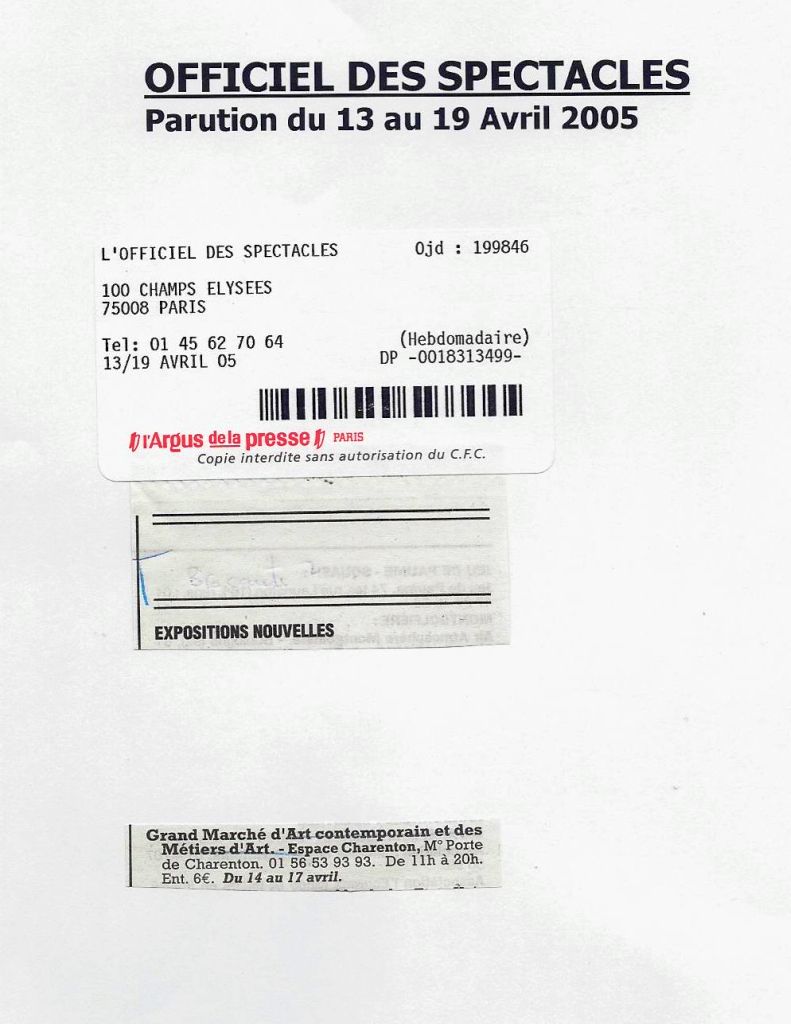 OFFICIEL DES SPECTACLES
Parution du 13 au 19 Avril 2005
L'OFFICIEL DES SPECTACLES Ojd : 199846
100 CHAMPS ELYSEES
75008 PARIS
Tel: 01 45 62 70 64 (Hebdomadaire)
13/19 AVRIL 05 DP -0018313499-
l'Argus de la presse PARIS
Copie interdite sans autorisation du C.F.C.
EXPOSITIONS NOUVELLES
Grand Marché d'Art contemporain et des
Métiers d'Art. - Espace Charenton, M° Porte
de Charenton. 01 56 53 93 93. De 11h à 20h.
Ent. 6€. Du 14 au 17 avril.